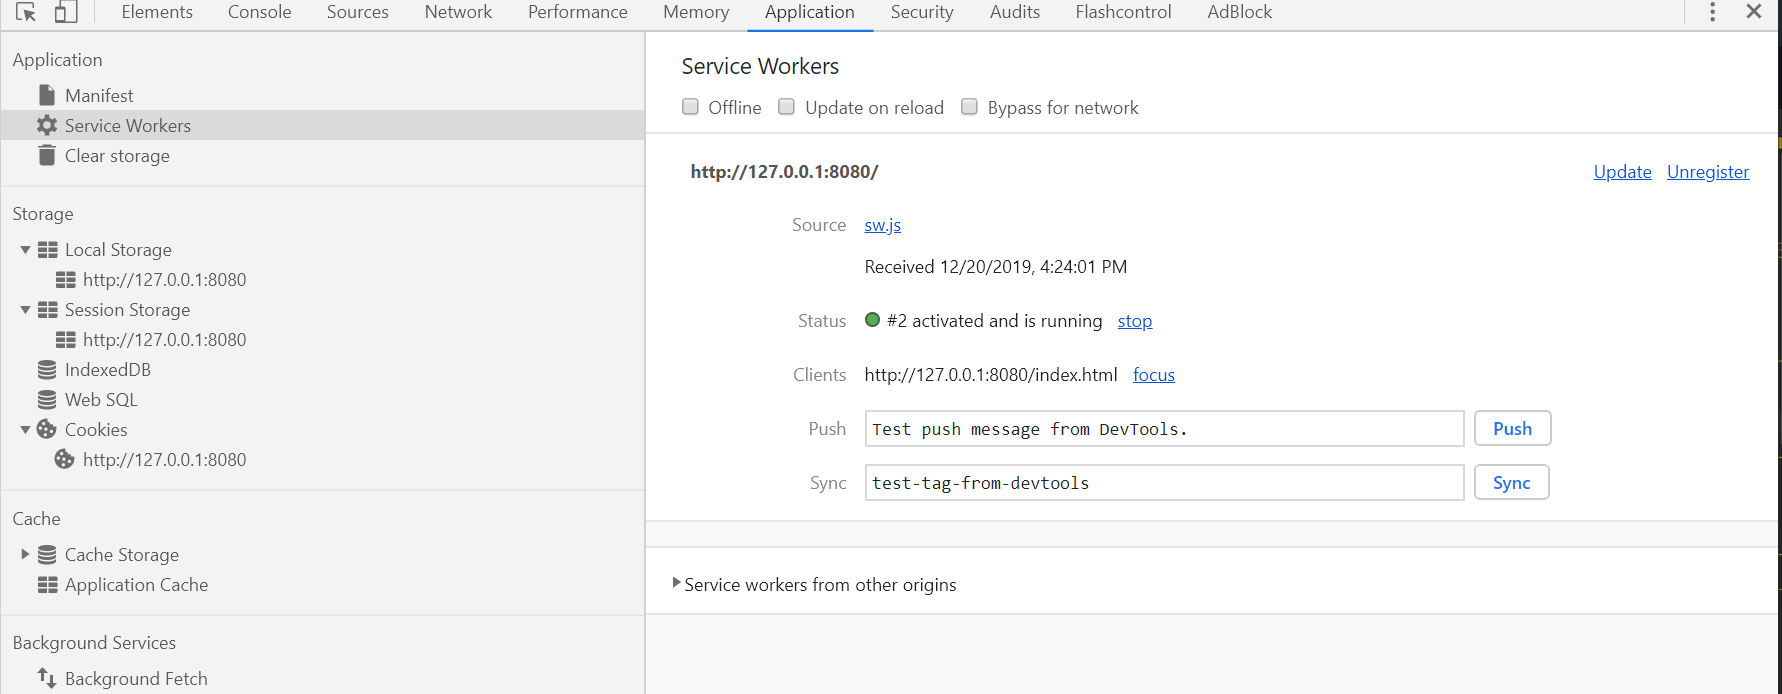 Elements Console Sources Network Performance Memory Application Security Audits Flashcontrol AdBlock
Application
Manifest
Service Workers
Clear storage
Storage
Local Storage
http://127.0.0.1:8080
Session Storage
http://127.0.0.1:8080
IndexedDB
Web SQL
Cookies
http://127.0.0.1:8080
Cache
Cache Storage
Application Cache
Background Services
Background Fetch
Service Workers
Offline Update on reload Bypass for network
http://127.0.0.1:8080/ Update Unregister
Source sw.js
Received 12/20/2019, 4:24:01 PM
Status #2 activated and is running stop
Clients http://127.0.0.1:8080/index.html focus
Push Test push message from DevTools. Push
Sync test-tag-from-devtools Sync
Service workers from other origins